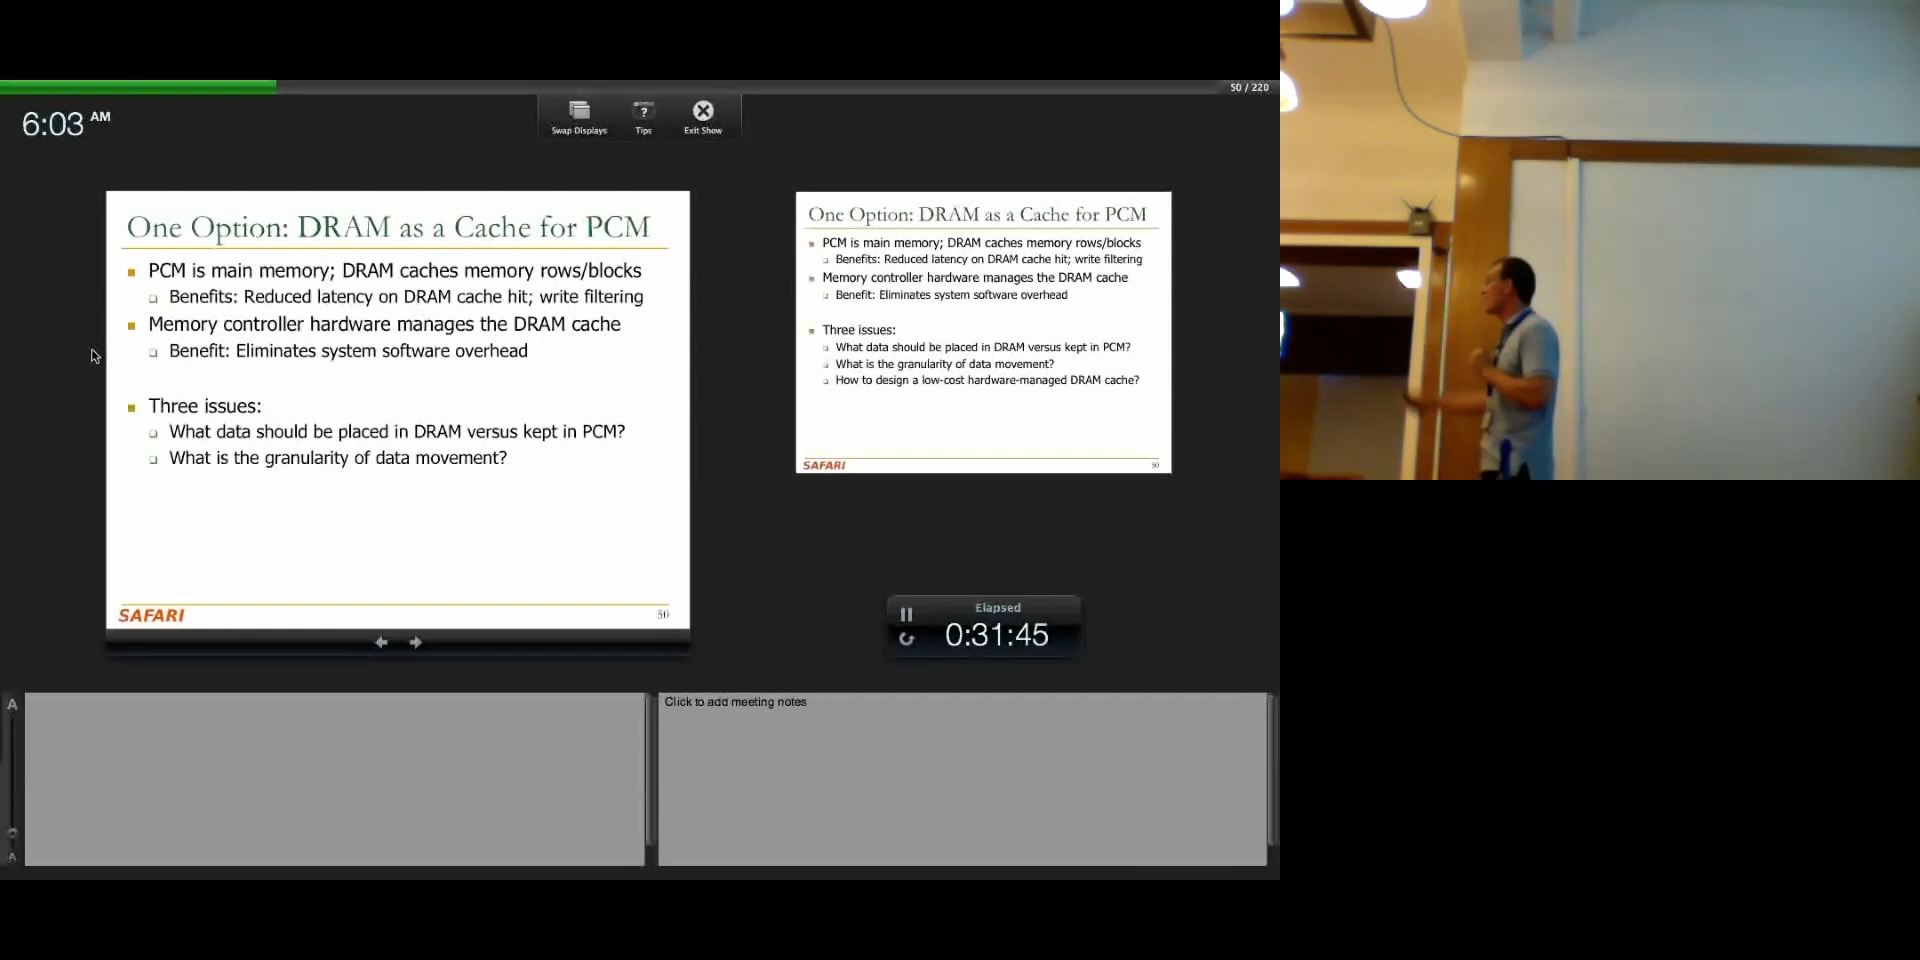 50 / 220
6:03 AM
Swap Displays
Tips
Exit Show
One Option: DRAM as a Cache for PCM
PCM is main memory; DRAM caches memory rows/blocks
Benefits: Reduced latency on DRAM cache hit; write filtering
Memory controller hardware manages the DRAM cache
Benefit: Eliminates system software overhead
Three issues:
What data should be placed in DRAM versus kept in PCM?
What is the granularity of data movement?
SAFARI
50
One Option: DRAM as a Cache for PCM
PCM is main memory; DRAM caches memory rows/blocks
Benefits: Reduced latency on DRAM cache hit; write filtering
Memory controller hardware manages the DRAM cache
Benefit: Eliminates system software overhead
Three issues:
What data should be placed in DRAM versus kept in PCM?
What is the granularity of data movement?
How to design a low-cost hardware-managed DRAM cache?
SAFARI
50
Elapsed
0:31:45
A
A
Click to add meeting notes